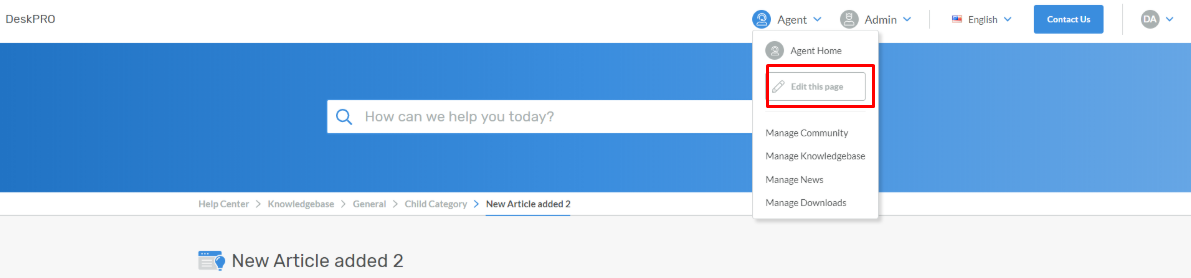 DeskPRO
Agent
Admin
English
Contact Us
DA
Agent Home
Edit this page
How can we help you today?
Manage Community
Manage Knowledgebase
Manage News
Manage Downloads
Help Center > Knowledgebase > General > Child Category > New Article added 2
New Article added 2